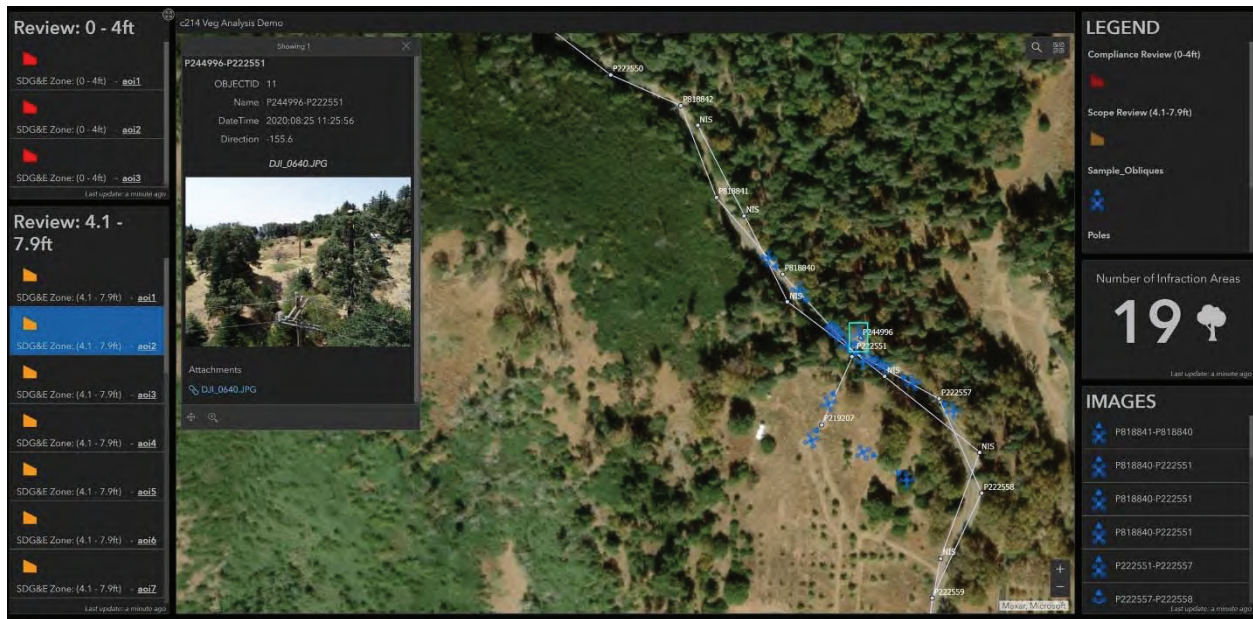 Review: 0 - 4ft
SDG&E Zone: (0 - 4ft) - aoi1
SDG&E Zone: (0 - 4ft) - aoi2
SDG&E Zone: (0 - 4ft) - aoi3
Last update: a minute ago
Review: 4.1 -
7.9ft
SDG&E Zone: (4.1 - 7.9ft) - aoi1
SDG&E Zone: (4.1 - 7.9ft) - aoi2
SDG&E Zone: (4.1 - 7.9ft) - aoi3
SDG&E Zone: (4.1 - 7.9ft) - aoi4
SDG&E Zone: (4.1 - 7.9ft) - aoi5
SDG&E Zone: (4.1 - 7.9ft) - aoi6
SDG&E Zone: (4.1 - 7.9ft) - aoi7
Last update: a minute ago
c214 Veg Analysis Demo
Showing 1
P244996-P222551
OBJECTID 11
Name P244996-P222551
DateTime 2020:08:25 11:25:56
Direction -155.6
DJI_0640.JPG
Attachments
DJI_0640.JPG
P222550
P818842
NIS
P818841
NIS
P818840
NIS
P244996
P222551
NIS
P222557
P219207
NIS
P222558
NIS
P222559
Maxar, Microsoft
LEGEND
Compliance Review (0-4ft)
Scope Review (4.1-7.9ft)
Sample_Obliques
Poles
Number of Infraction Areas
19
Last update: a minute ago
IMAGES
P818841-P818840
P818840-P222551
P818840-P222551
P818840-P222551
P222551-P222557
P222557-P222558
Last update: a minute ago